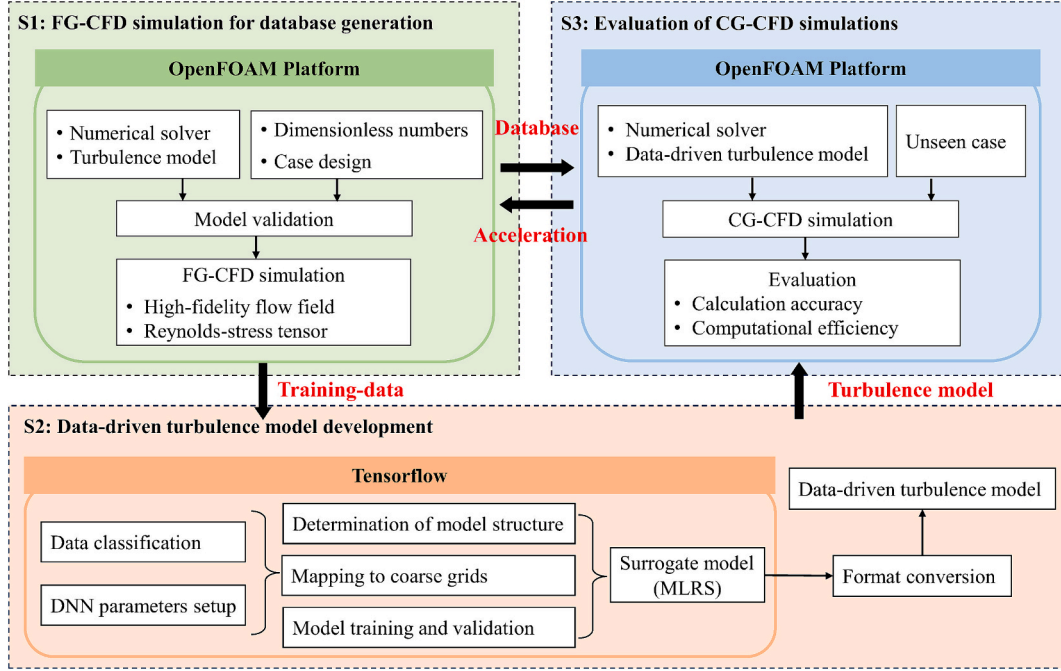 S1: FG-CFD simulation for database generation
OpenFOAM Platform
• Numerical solver
• Turbulence model
• Dimensionless numbers
• Case design
Model validation
FG-CFD simulation
• High-fidelity flow field
• Reynolds-stress tensor
Database
Acceleration
S3: Evaluation of CG-CFD simulations
OpenFOAM Platform
• Numerical solver
• Data-driven turbulence model
Unseen case
CG-CFD simulation
Evaluation
• Calculation accuracy
• Computational efficiency
Training-data
Turbulence model
S2: Data-driven turbulence model development
Tensorflow
Data classification
DNN parameters setup
Determination of model structure
Mapping to coarse grids
Model training and validation
Surrogate model
(MLRS)
Format conversion
Data-driven turbulence model